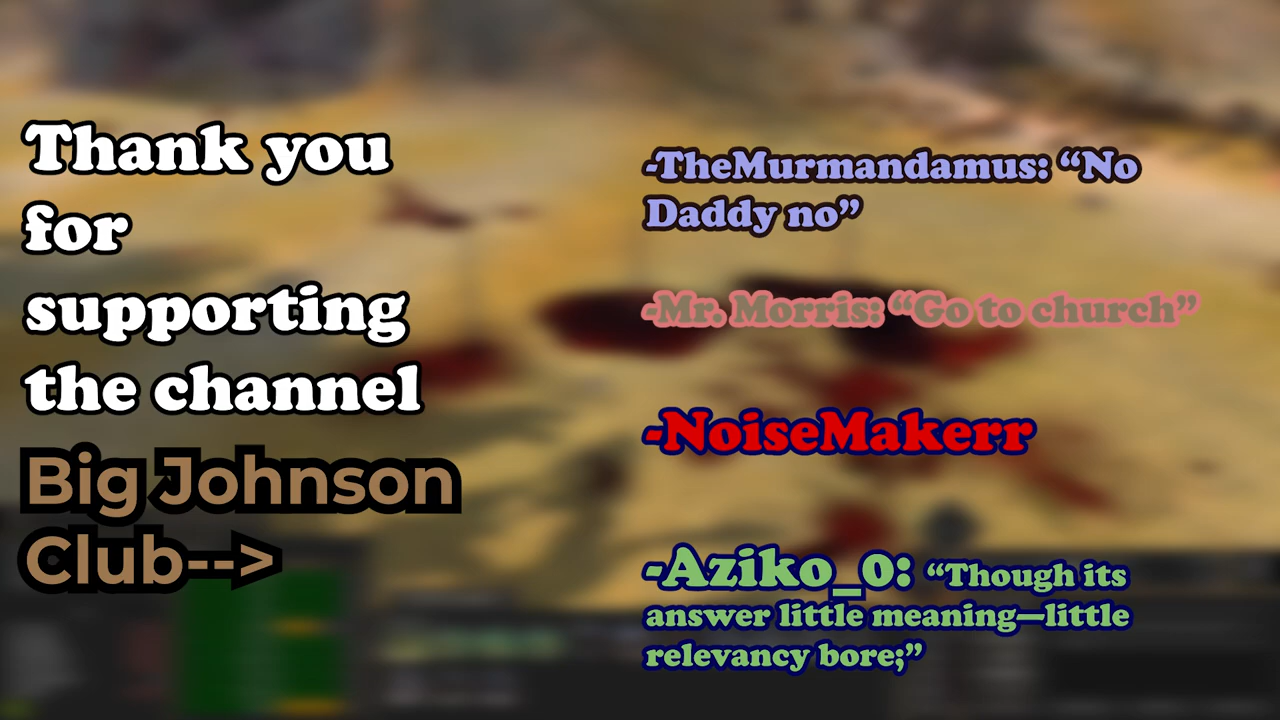 Thank you
for
supporting
the channel
Big Johnson
Club-->
-TheMurmandamus: “No
Daddy no”
-Mr. Morris: “Go to church”
-NoiseMakerr
-Aziko_0: “Though its
answer little meaning—little
relevancy bore;”